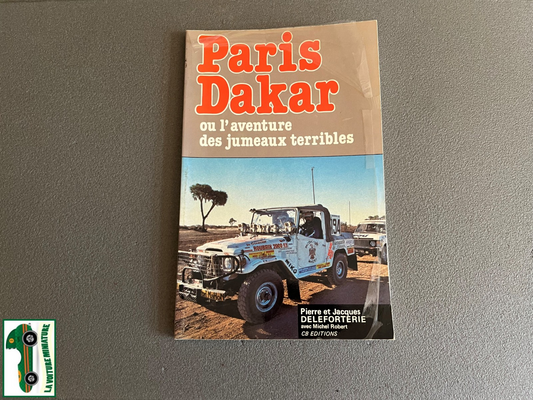 Paris
Dakar
ou l'aventure
des jumeaux terribles
Pierre et Jacques
DELEFORTERIE
avec Michel Robert
CB EDITIONS
LA VOITURE MINIATURE